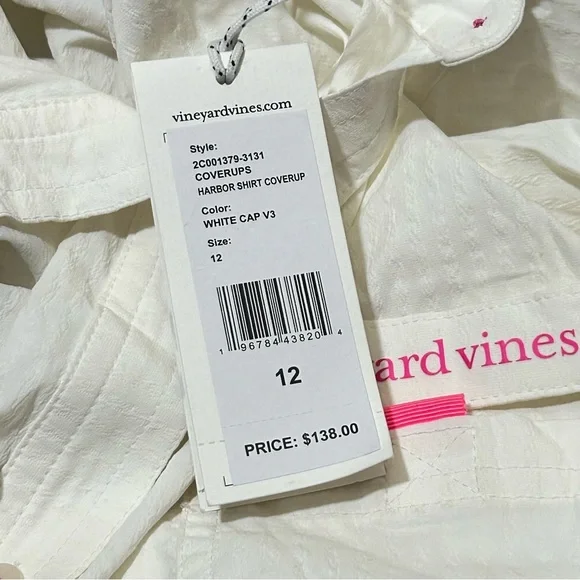 vineyardvines.com
Style:
2C001379-3131
COVERUPS
HARBOR SHIRT COVERUP
Color:
WHITE CAP V3
Size:
12
1 96784 43820 4
12
PRICE: $138.00
ard vines